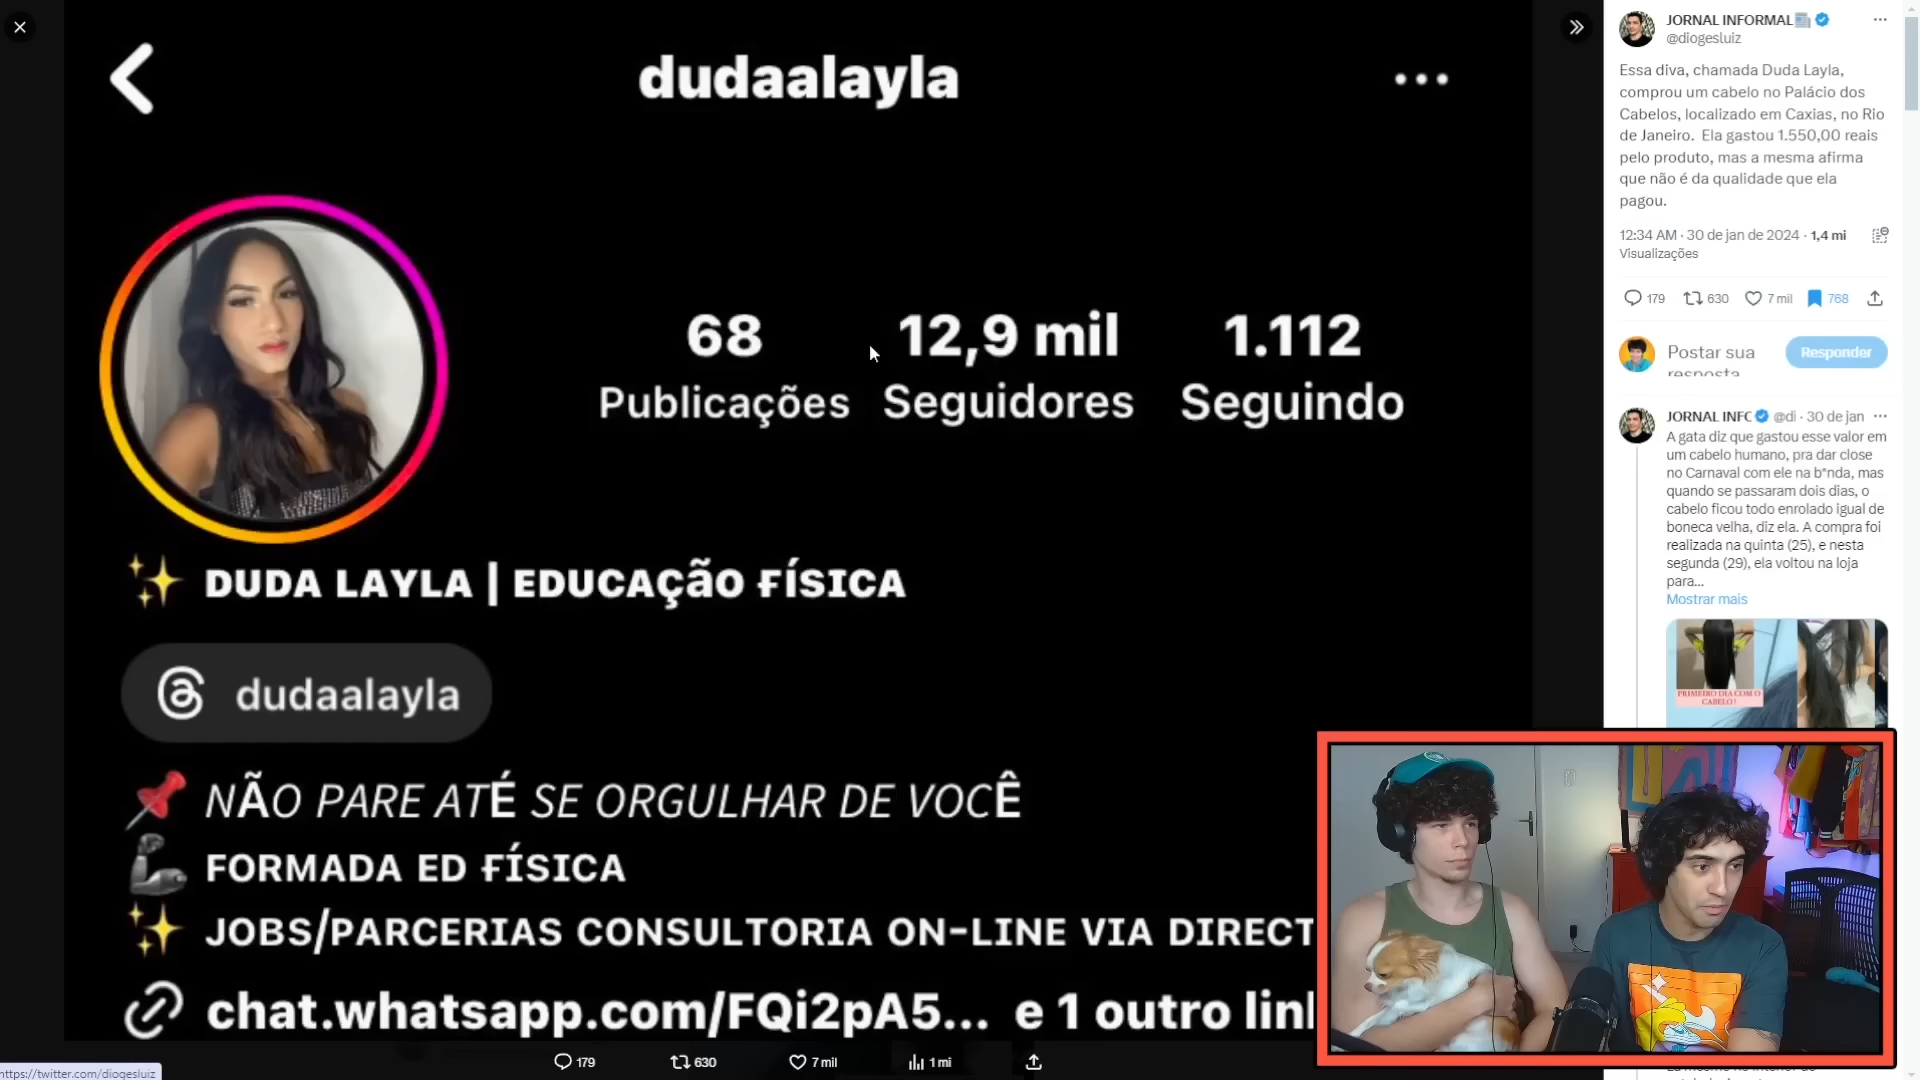 dudaalayla
68
12,9 mil
1.112
Publicações
Seguidores
Seguindo
DUDA LAYLA | EDUCAÇÃO FÍSICA
dudaalayla
NÃO PARE ATÉ SE ORGULHAR DE VOCÊ
FORMADA ED FÍSICA
JOBS/PARCERIAS CONSULTORIA ON-LINE VIA DIRECT
chat.whatsapp.com/FQi2pA5... e 1 outro
179
630
7 mil
1 mi
https://twitter.com/diogesluiz
JORNAL INFORMAL
@diogesluiz
Essa diva, chamada Duda Layla,
comprou um cabelo no Palácio dos
Cabelos, localizado em Caxias, no Rio
de Janeiro. Ela gastou 1.550,00 reais
pelo produto, mas a mesma afirma
que não é da qualidade que ela
pagou.
12:34 AM · 30 de jan de 2024 · 1,4 mi
Visualizações
179
630
7 mil
768
Postar sua
resposta
Responder
JORNAL INFO @di · 30 de jan
A gata diz que gastou esse valor em
um cabelo humano, pra dar close
no Carnaval com ele na b*nda, mas
quando se passaram dois dias, o
cabelo ficou todo enrolado igual de
boneca velha, diz ela. A compra foi
realizada na quinta (25), e nesta
segunda (29), ela voltou na loja
para...
Mostrar mais
PRIMEIRO DIA COM O
CABELO !